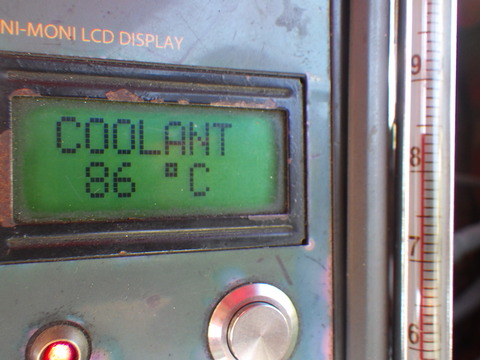 NI-MONI LCD DISPLAY
COOLANT
86 °C
9
8
7
6